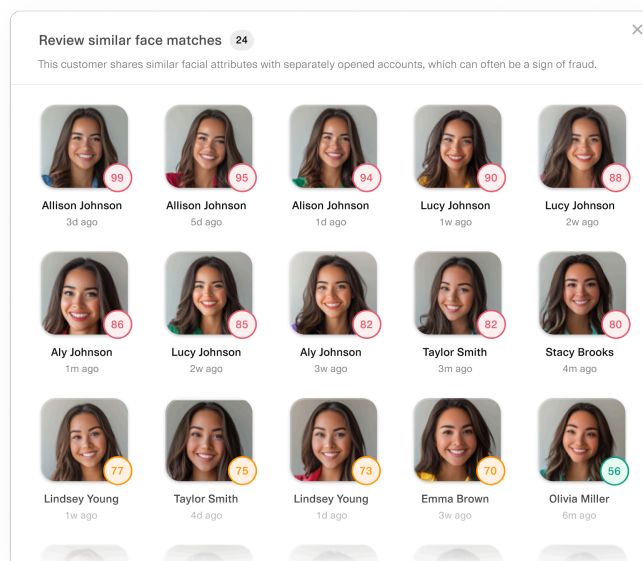 Review similar face matches 24
This customer shares similar facial attributes with separately opened accounts, which can often be a sign of fraud.
99 95 94 90 88
Allison Johnson Allison Johnson Alison Johnson Lucy Johnson Lucy Johnson
3d ago 5d ago 1d ago 1w ago 2w ago
86 85 82 82 80
Aly Johnson Lucy Johnson Aly Johnson Taylor Smith Stacy Brooks
1m ago 2w ago 3w ago 3m ago 4m ago
77 75 73 70 56
Lindsey Young Taylor Smith Lindsey Young Emma Brown Olivia Miller
1w ago 4d ago 1d ago 3w ago 6m ago